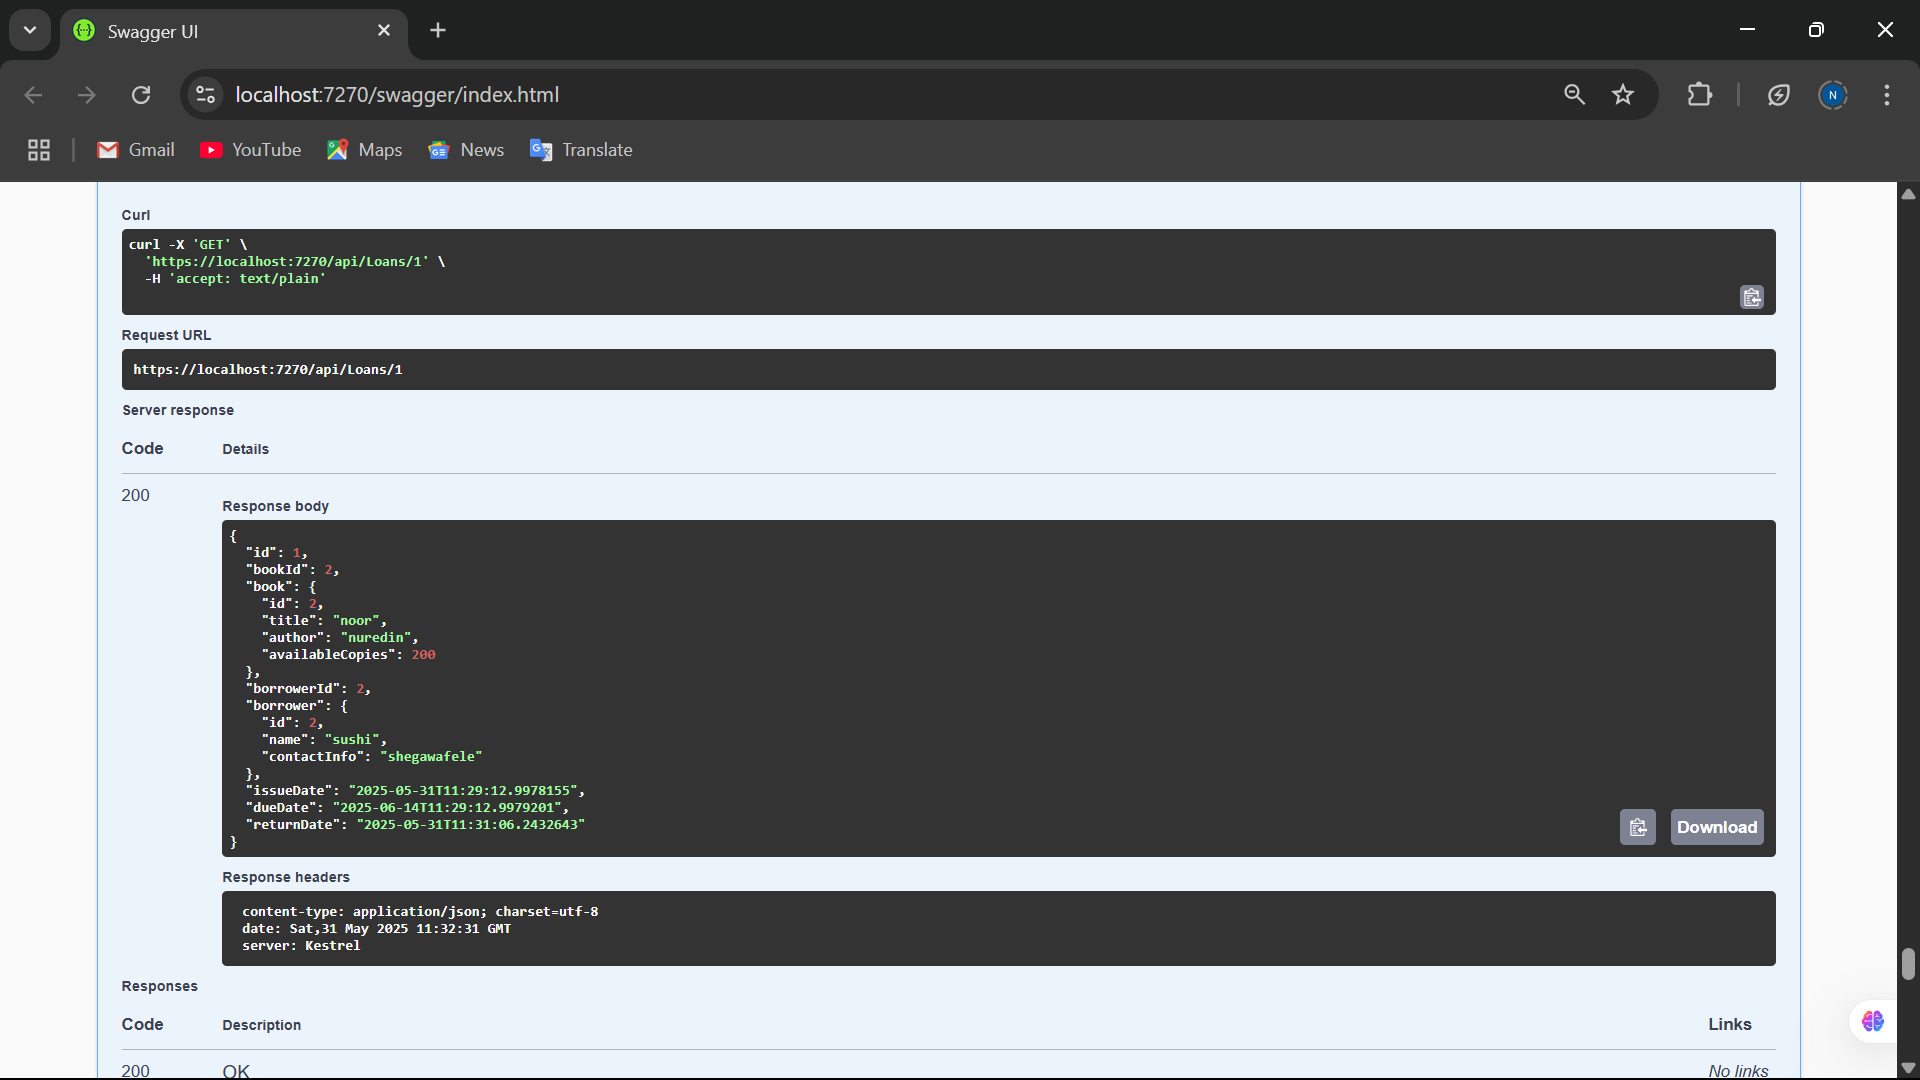 Swagger UI
localhost:7270/swagger/index.html
N
Gmail YouTube Maps News Translate
Curl
curl -X 'GET' \
  'https://localhost:7270/api/Loans/1' \
  -H 'accept: text/plain'
Request URL
https://localhost:7270/api/Loans/1
Server response
Code Details
200
Response body
{
  "id": 1,
  "bookId": 2,
  "book": {
    "id": 2,
    "title": "noor",
    "author": "nuredin",
    "availableCopies": 200
  },
  "borrowerId": 2,
  "borrower": {
    "id": 2,
    "name": "sushi",
    "contactInfo": "shegawafele"
  },
  "issueDate": "2025-05-31T11:29:12.9978155",
  "dueDate": "2025-06-14T11:29:12.9979201",
  "returnDate": "2025-05-31T11:31:06.2432643"
}
Download
Response headers
content-type: application/json; charset=utf-8
date: Sat,31 May 2025 11:32:31 GMT
server: Kestrel
Responses
Code Description Links
200 OK No links